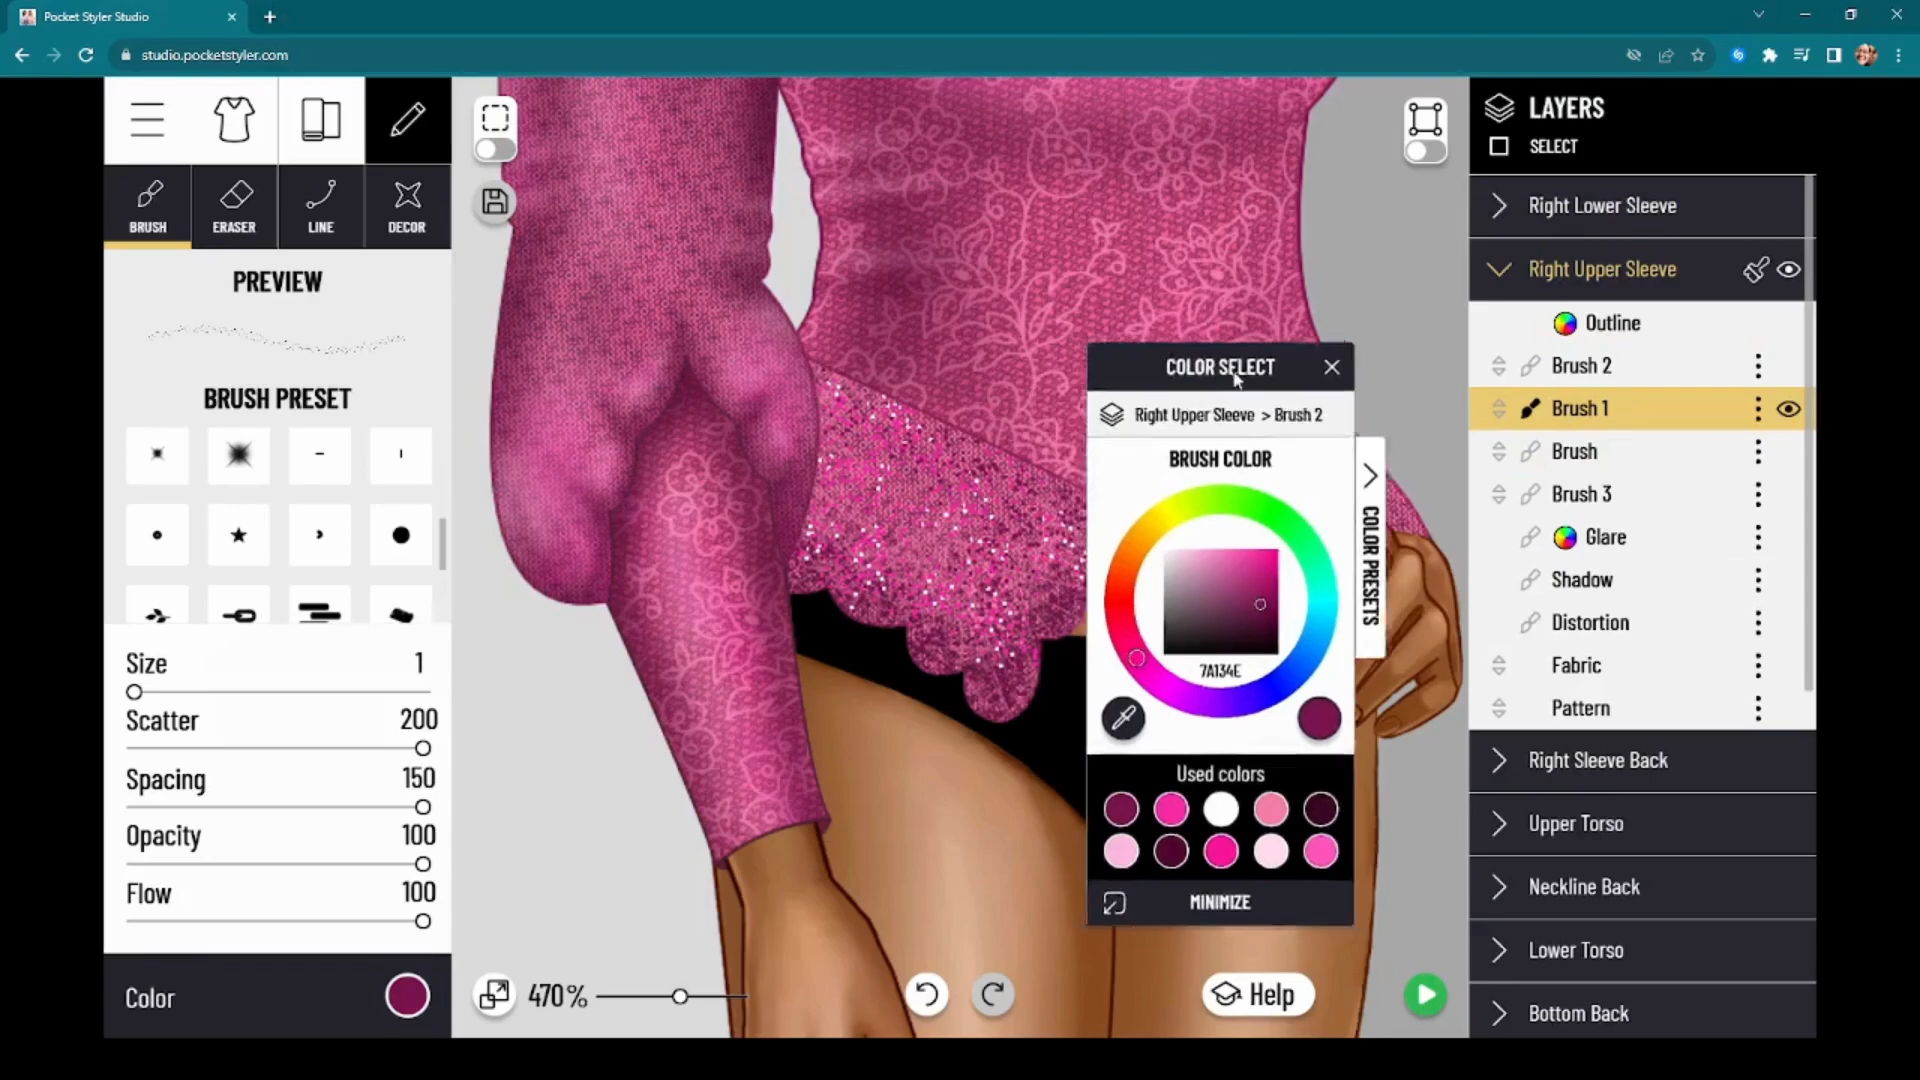 Pocket Styler Studio
studio.pocketstyler.com
BRUSH
ERASER
LINE
DECOR
PREVIEW
BRUSH PRESET
Size 1
Scatter 200
Spacing 150
Opacity 100
Flow 100
Color
470%
Help
COLOR SELECT
Right Upper Sleeve > Brush 2
BRUSH COLOR
7A134E
COLOR PRESETS
Used colors
MINIMIZE
LAYERS
SELECT
Right Lower Sleeve
Right Upper Sleeve
Outline
Brush 2
Brush 1
Brush
Brush 3
Glare
Shadow
Distortion
Fabric
Pattern
Right Sleeve Back
Upper Torso
Neckline Back
Lower Torso
Bottom Back